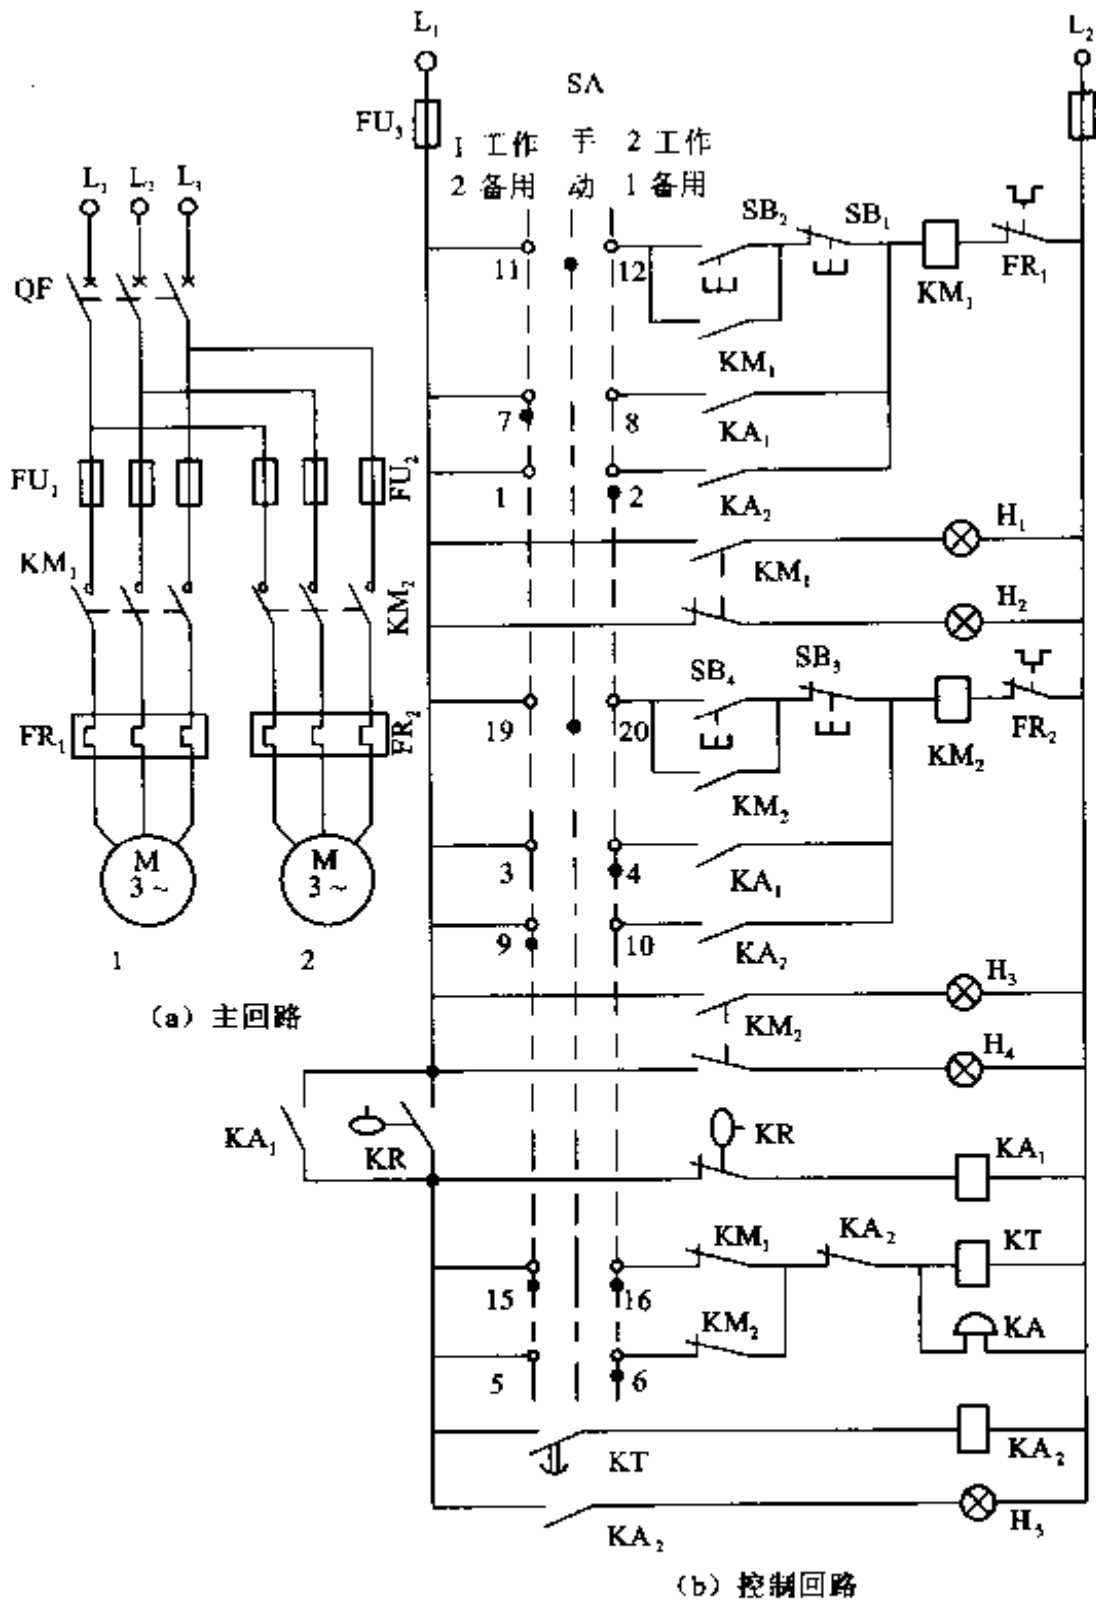 L₁
L₂
SA
FU₃
1 工作 手 2 工作
2 备用 动 1 备用
L₁ L₂ L₃
SB₂ SB₁
11 12
FR₁
QF
KM₁
KM₁
7 8
KA₁
FU₁ FU₂
1 2
KA₂
H₁
KM₁ KM₂
KM₁
H₂
SB₄ SB₃
19 20
FR₁ FR₂
FR₂
KM₂
KM₂
M
3~
M
3~
3 4
KA₁
1 2
9 10
KA₂
H₃
(a) 主回路
KM₂
H₄
KA₁ KR
KR
KA₁
KM₁ KA₂ KT
15 16
KM₂
KA
5 6
KT
KA₂
KA₂
H₅
(b) 控制回路